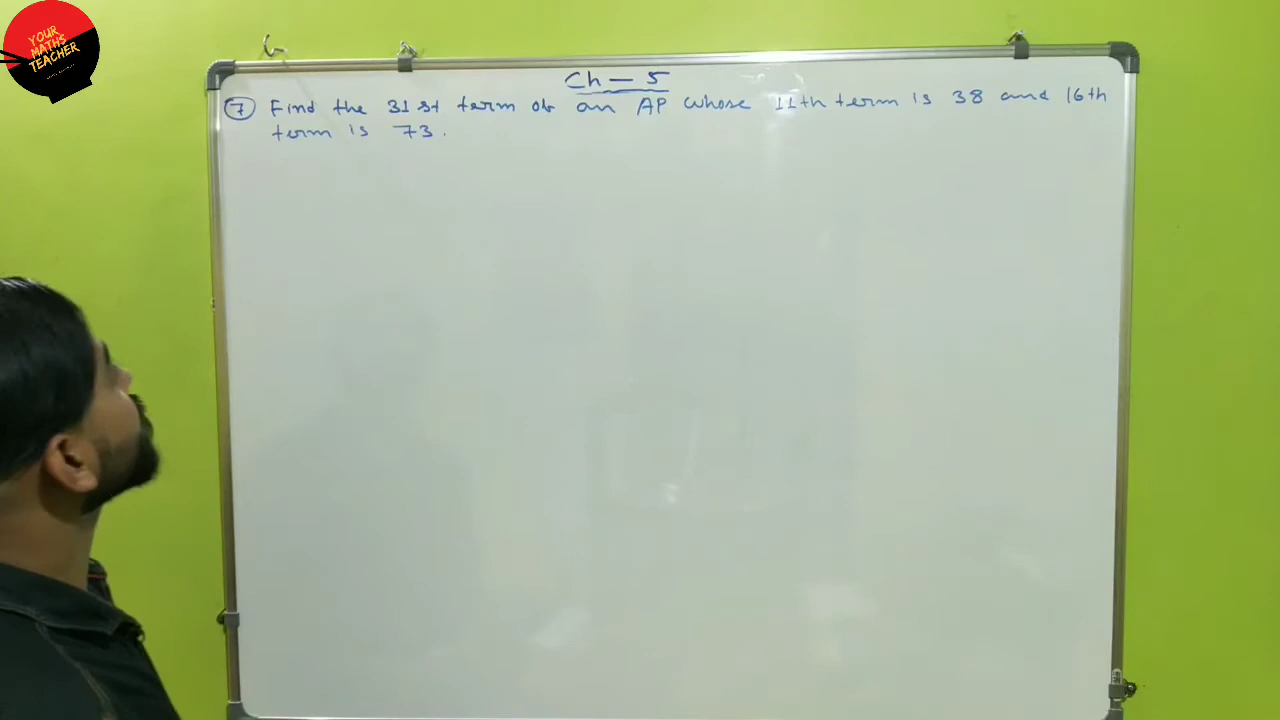 YOUR
MATHS
TEACHER
Ch - 5
7 Find the 31st term of an AP whose 11th term is 38 and 16th
term is 73.